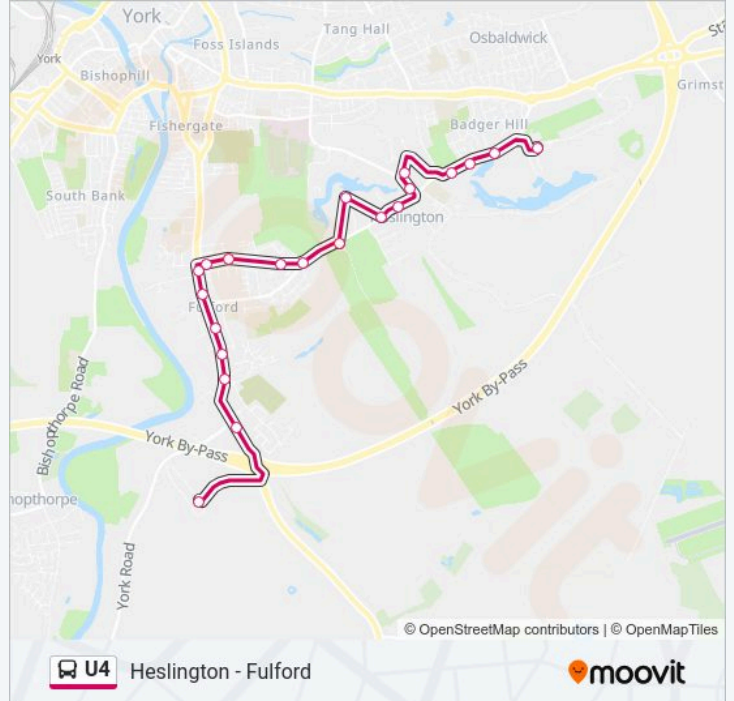 York
Tang Hall
Sta
Foss Islands
Osbaldwick
York
Bishophill
Grimst
Fishergate
Badger Hill
South Bank
Heslington
Fulford
Bishopthorpe Road
York By-Pass
York By-Pass
hopthorpe
York Road
© OpenStreetMap contributors | © OpenMapTiles
U4 Heslington - Fulford
moovit